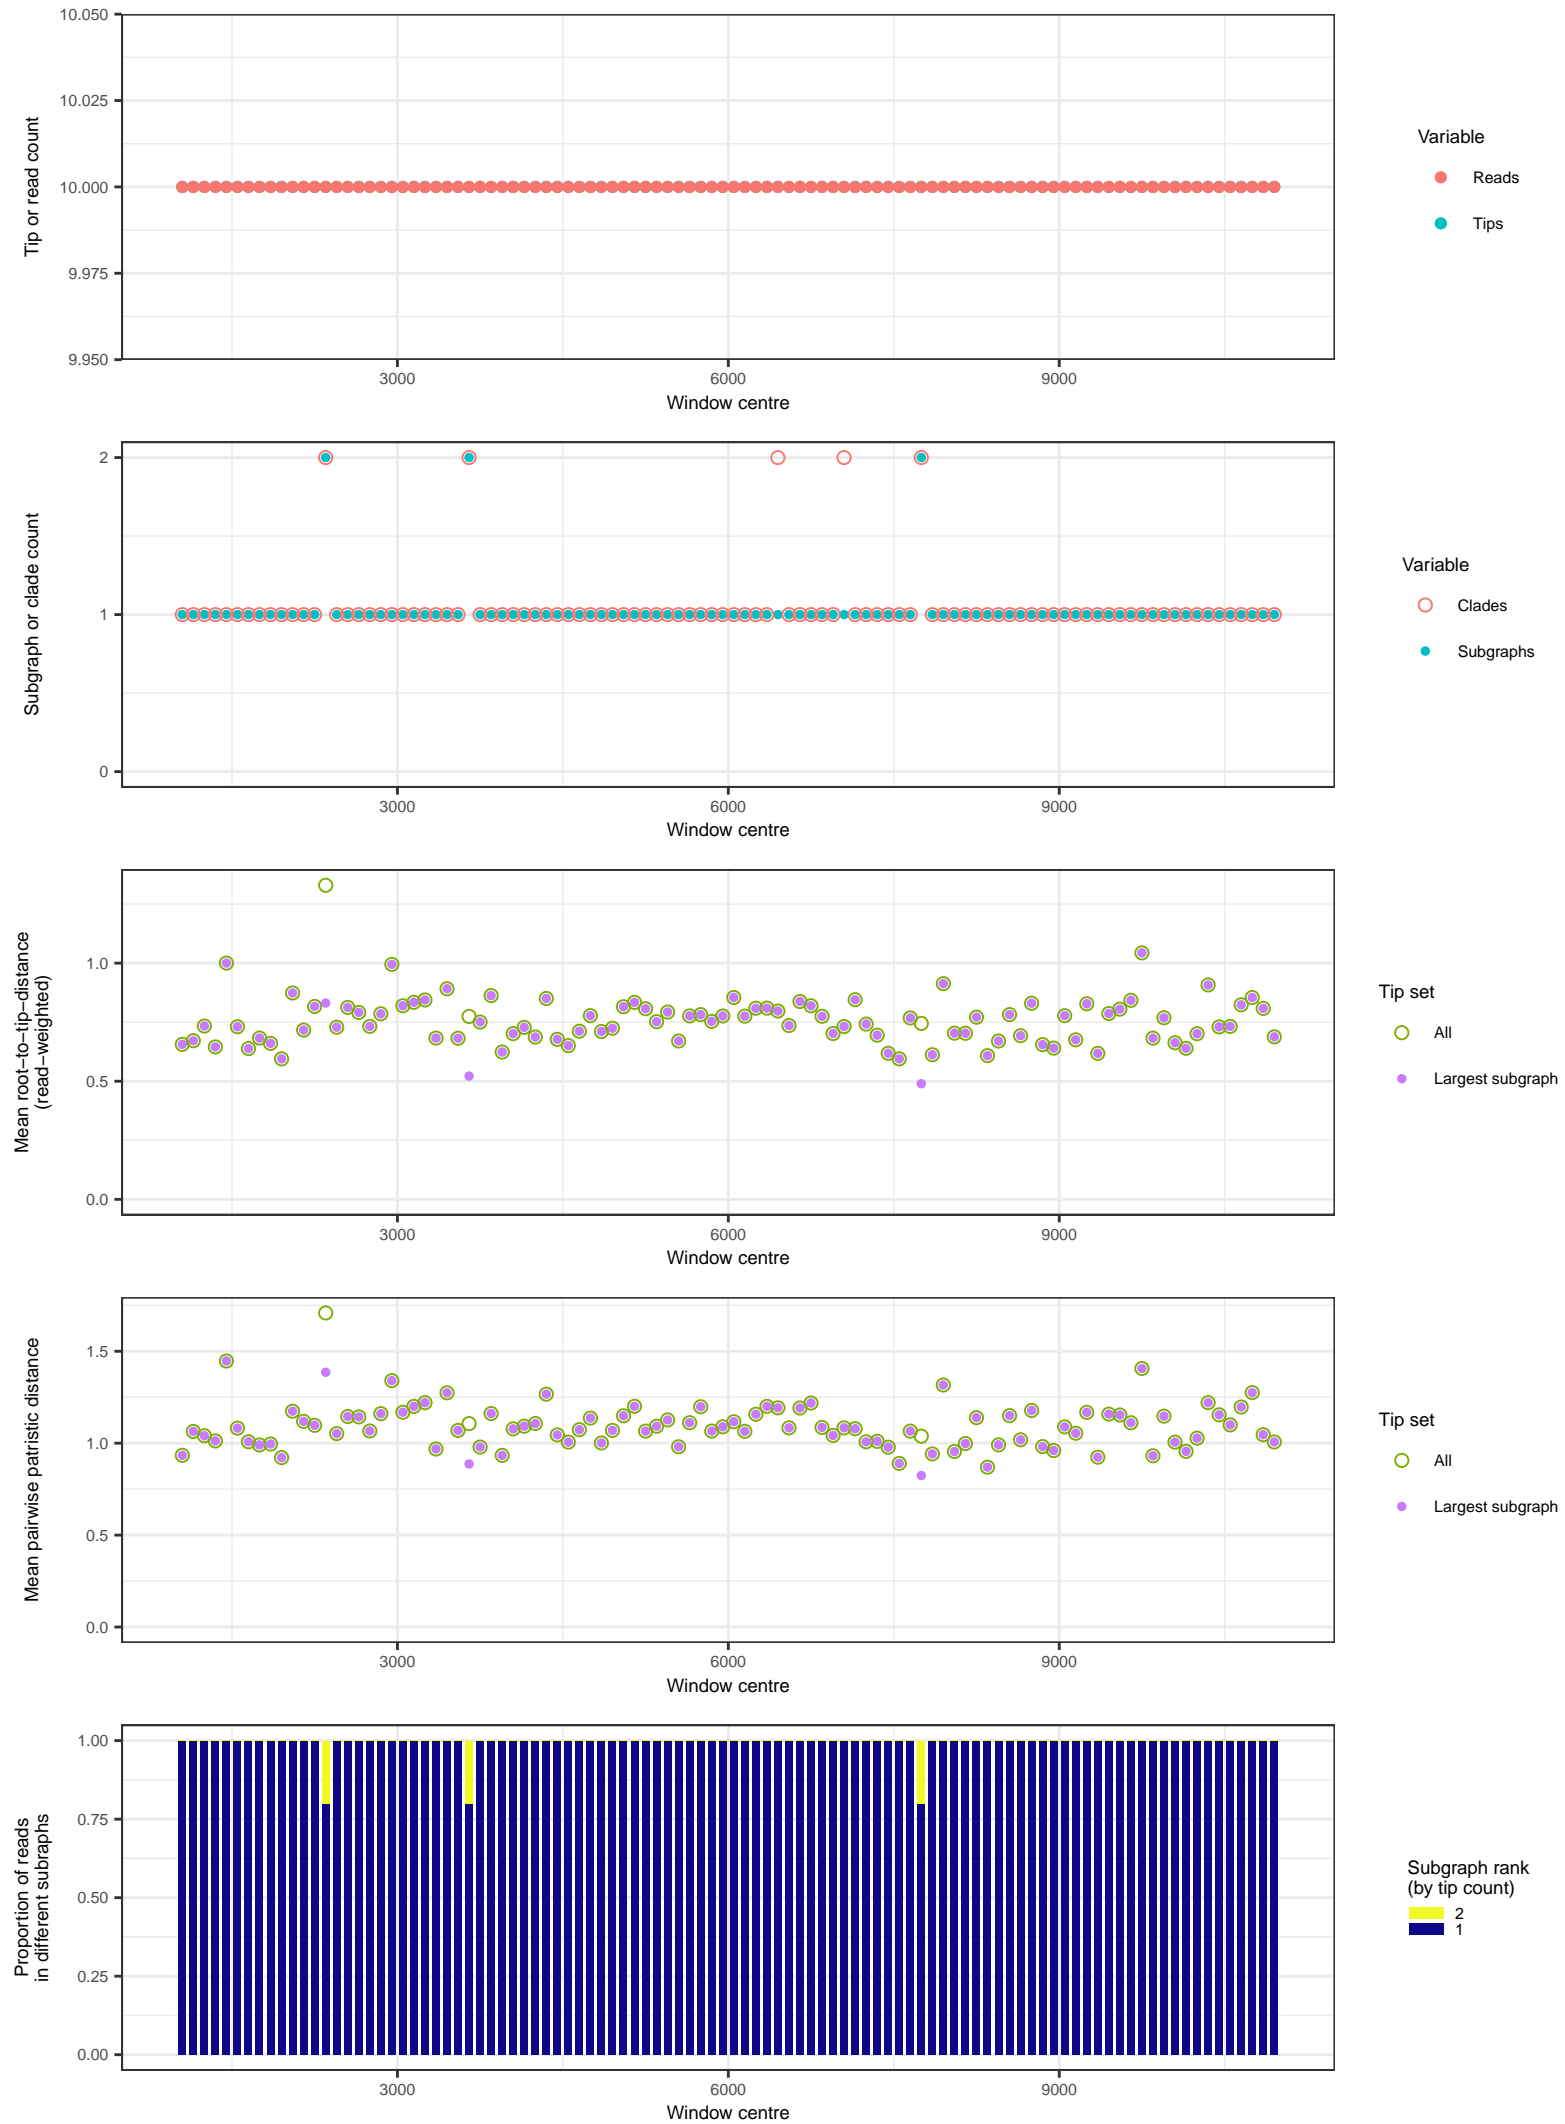 10.050
10.025
10.000
9.975
9.950
Tip or read count
3000
6000
9000
Window centre
Variable
Reads
Tips
2
1
0
Subgraph or clade count
3000
6000
9000
Window centre
Variable
Clades
Subgraphs
1.0
0.5
0.0
Mean root−to−tip−distance
(read−weighted)
3000
6000
9000
Window centre
Tip set
All
Largest subgraph
1.5
1.0
0.5
0.0
Mean pairwise patristic distance
3000
6000
9000
Window centre
Tip set
All
Largest subgraph
1.00
0.75
0.50
0.25
0.00
Proportion of reads
in different subraphs
3000
6000
9000
Window centre
Subgraph rank
(by tip count)
2
1